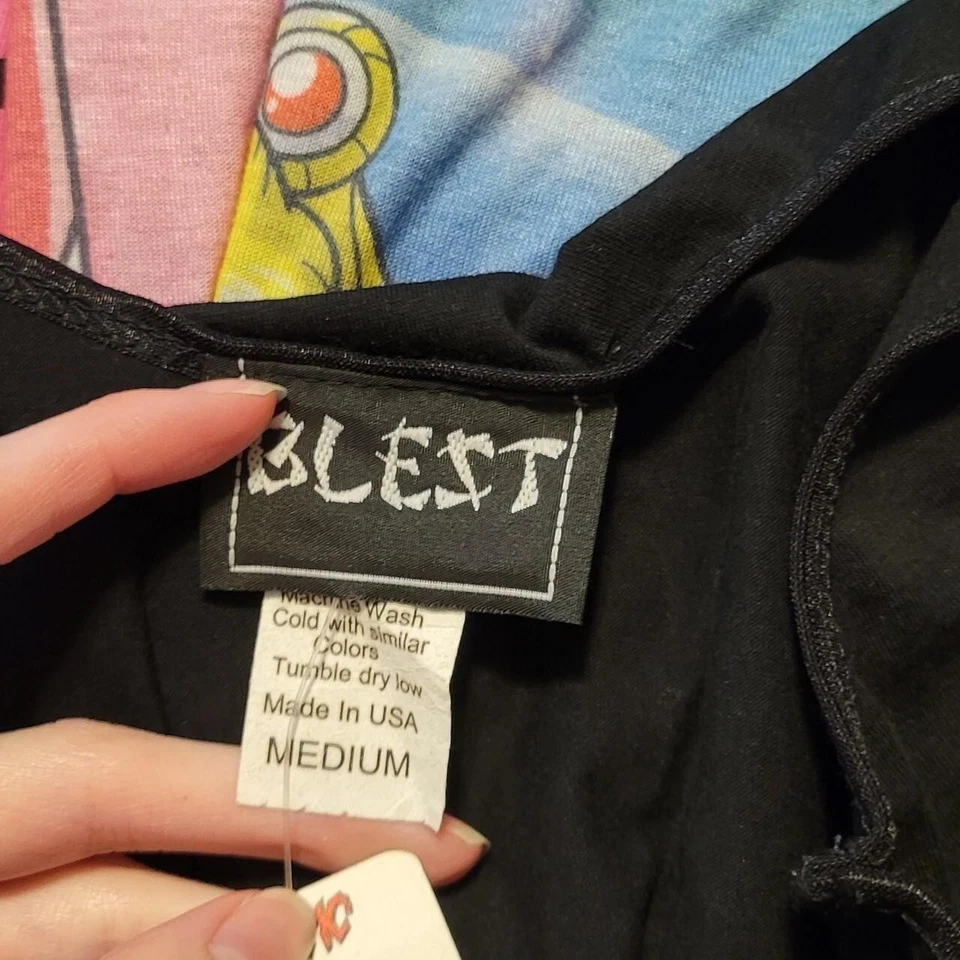 BLEST
Machine Wash
Cold with similar
Colors
Tumble dry low
Made In USA
MEDIUM